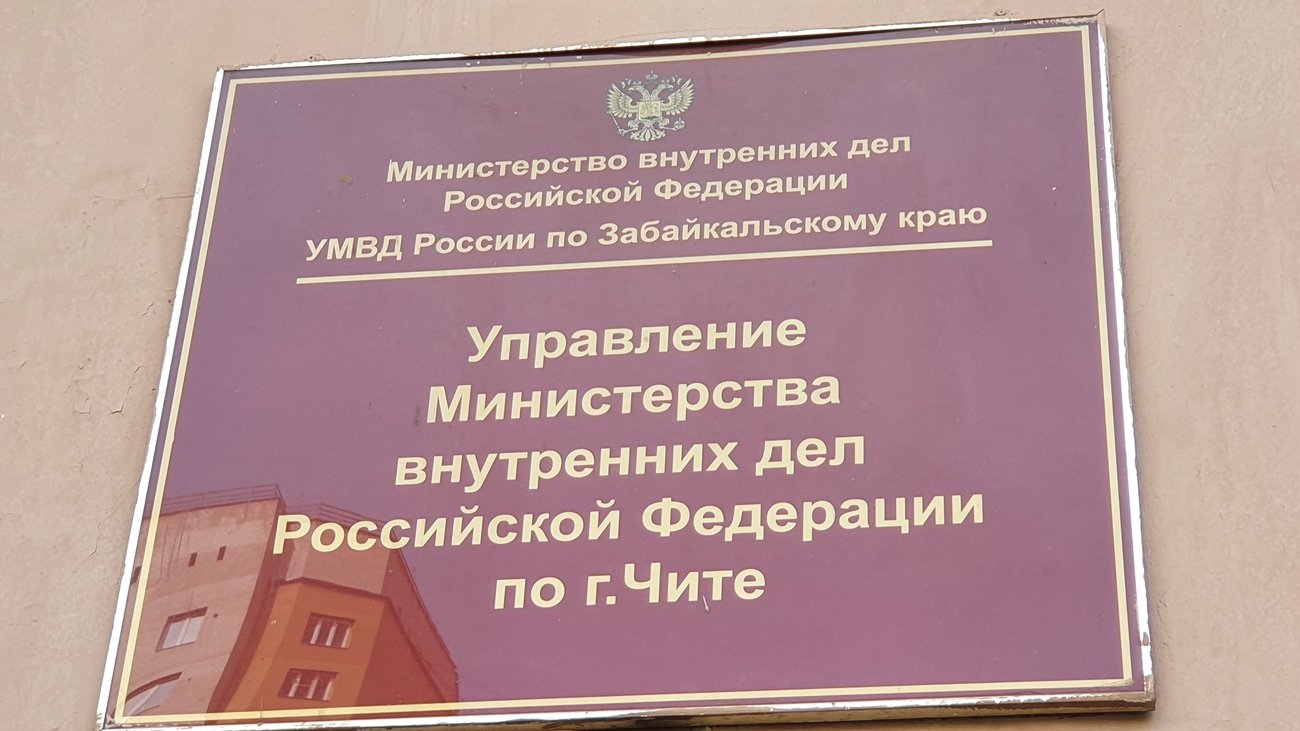 Министерство внутренних дел
Российской Федерации
УМВД России по Забайкальскому краю
Управление
Министерства
внутренних дел
Российской Федерации
по г.Чите